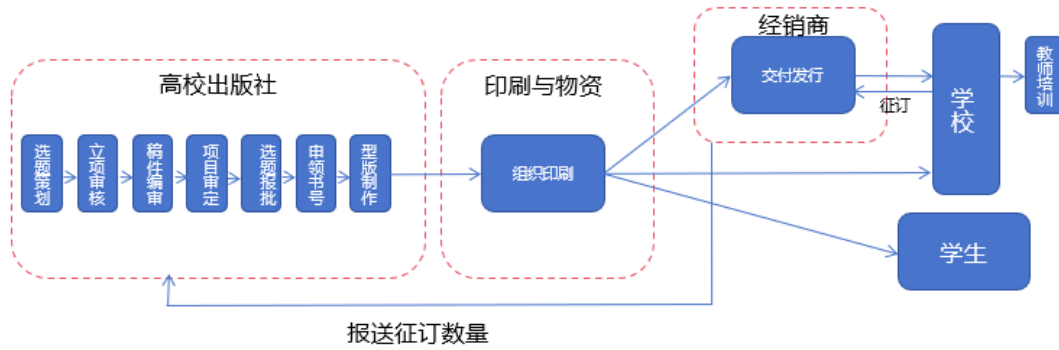 高校出版社
选题策划
立项审核
稿件编审
项目审定
选题报批
申领书号
型版制作
印刷与物资
组织印刷
经销商
交付发行
征订
学校
教师培训
学生
报送征订数量